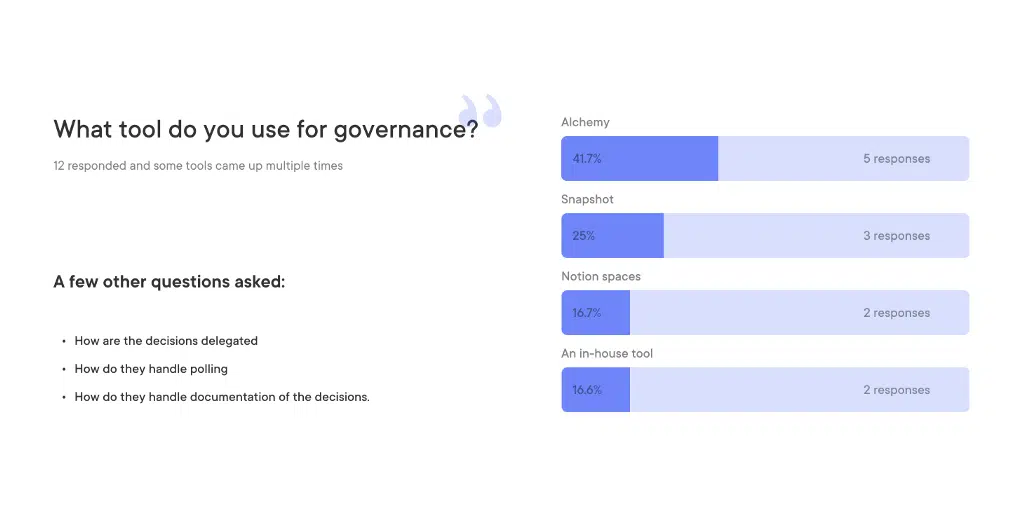 What tool do you use for governance?
12 responded and some tools came up multiple times
A few other questions asked:
• How are the decisions delegated
• How do they handle polling
• How do they handle documentation of the decisions.
Alchemy
41.7% 5 responses
Snapshot
25% 3 responses
Notion spaces
16.7% 2 responses
An in-house tool
16.6% 2 responses